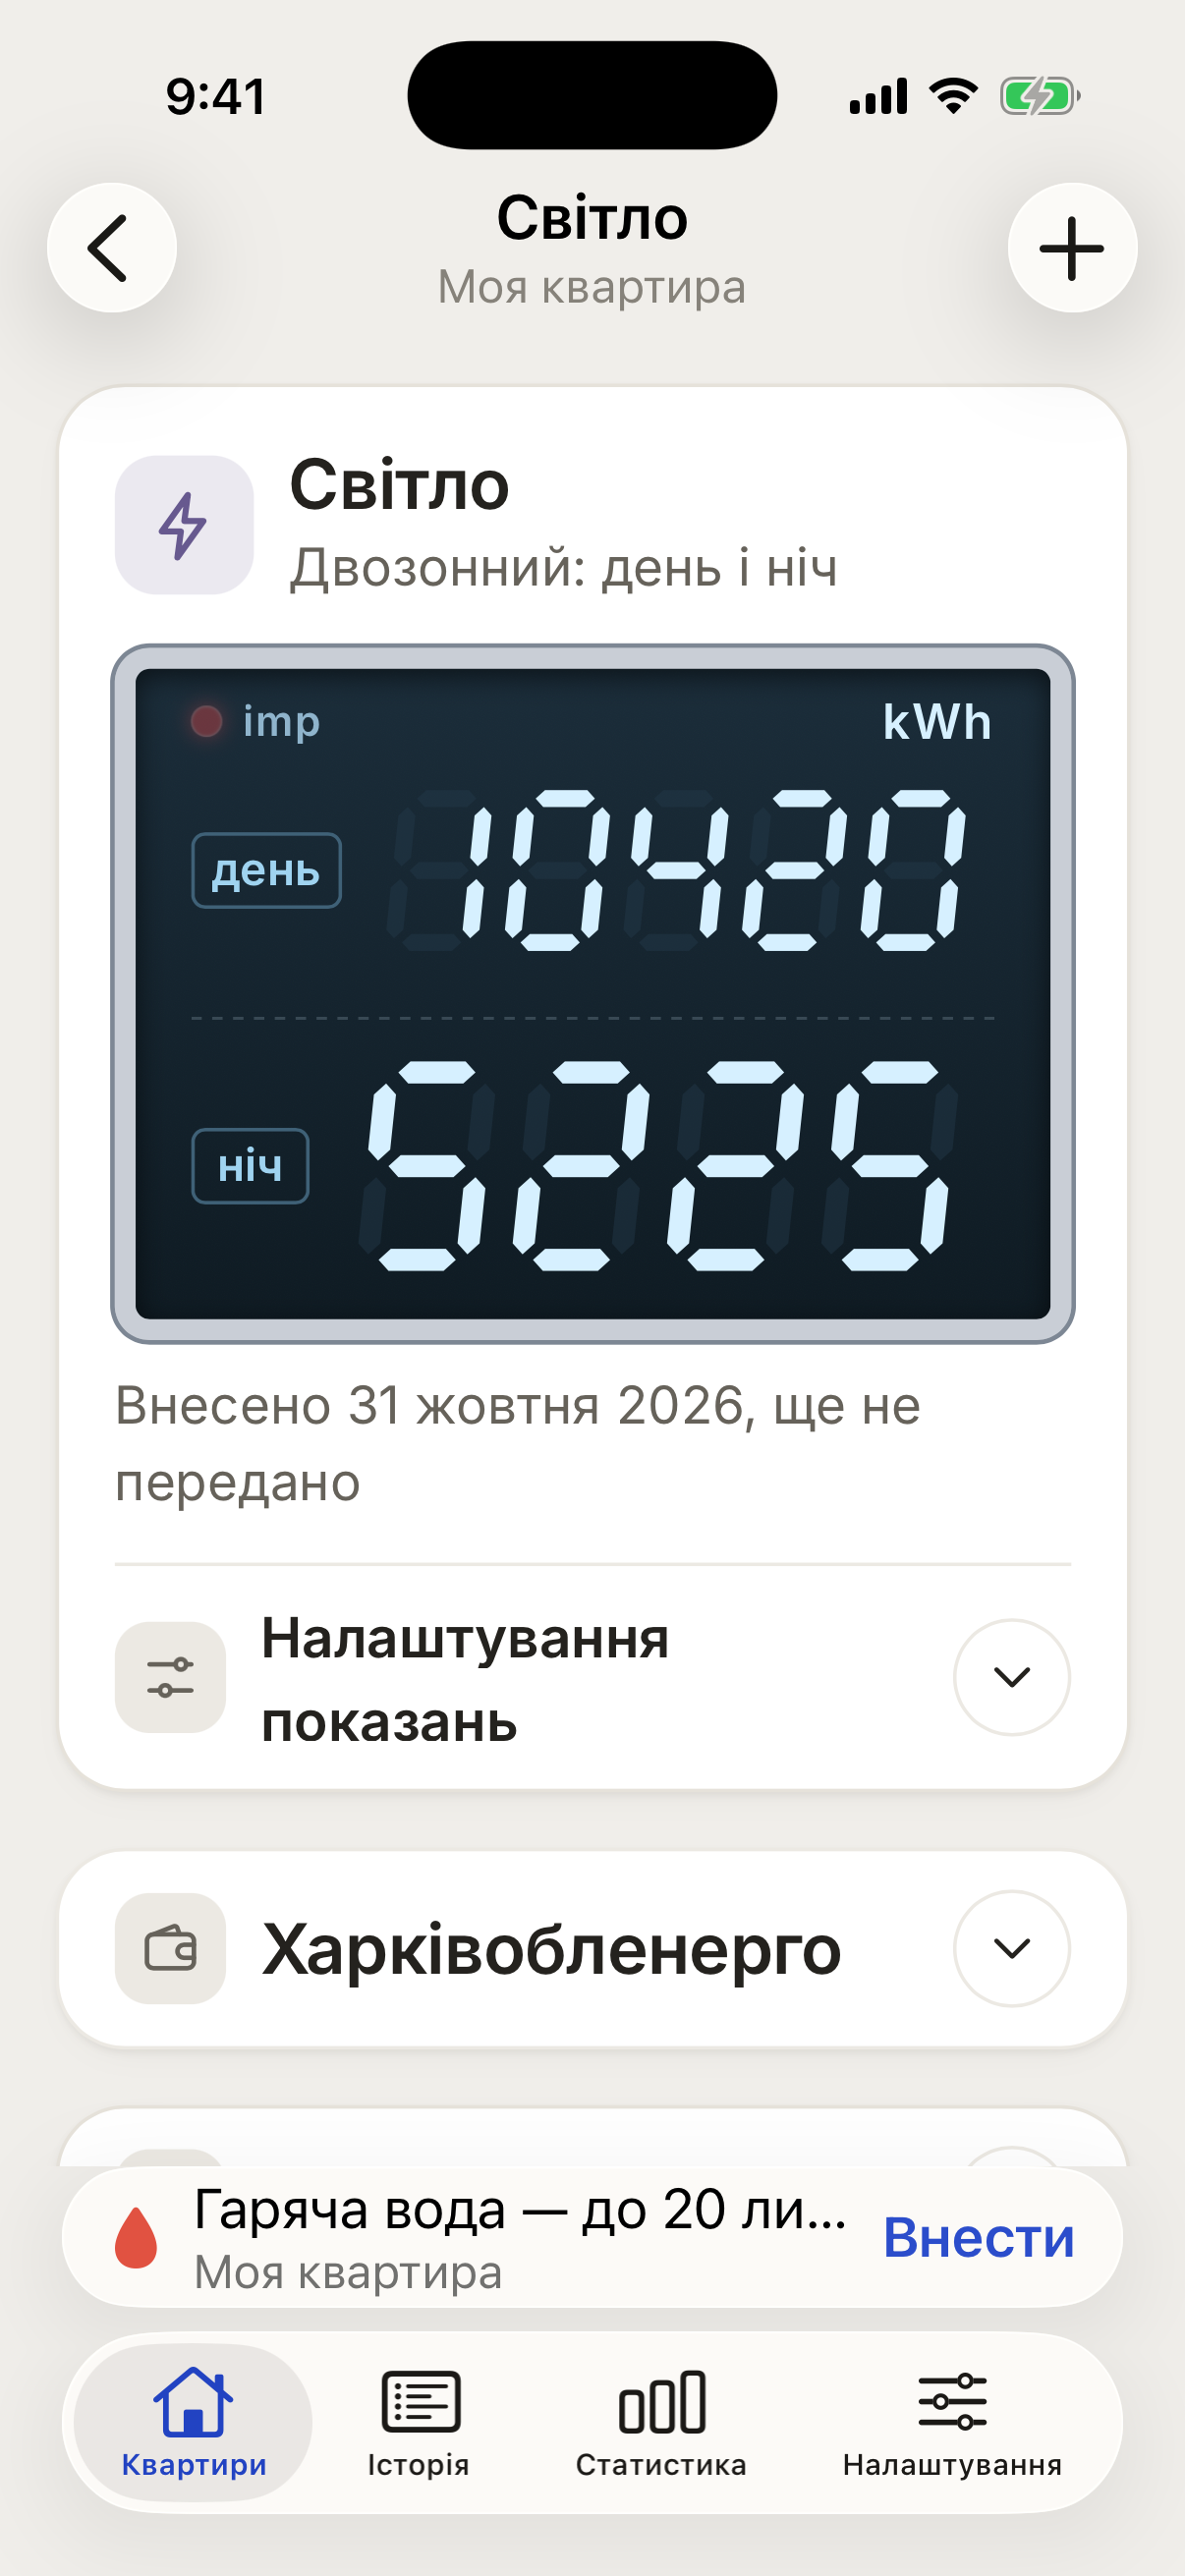 9:41
Світло
Моя квартира
Світло
Двозонний: день і ніч
imp
kWh
день
10420
ніч
5225
Внесено 31 жовтня 2026, ще не
передано
Налаштування
показань
Харківобленерго
Гаряча вода — до 20 ли...
Моя квартира
Внести
Квартири
Історія
Статистика
Налаштування